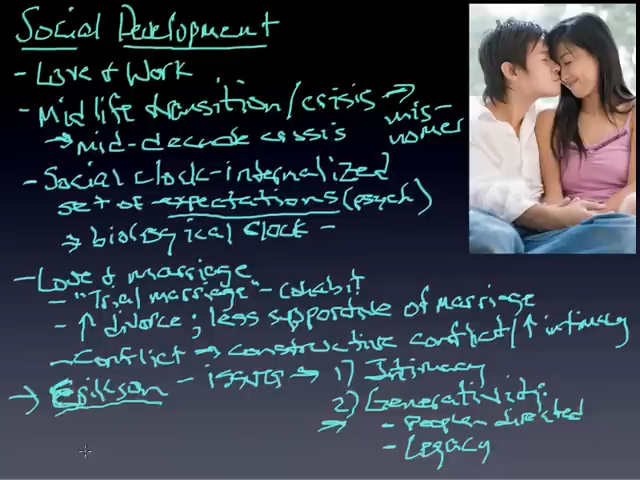 Social Development
- Love & Work
- Midlife transition/crisis → mis-
nomer
→ mid-decade crisis
- Social clock-internalized
set of expectations (psych)
→ biological clock -
- Love & marriage
- "Trial marriage" - cohabit
- ↑ divorce; less supportive of marriage
- Conflict → constructive conflict/↑ intimacy
→ Erikson - issues → 1) Intimacy
2) Generativity:
→ - people directed
- Legacy